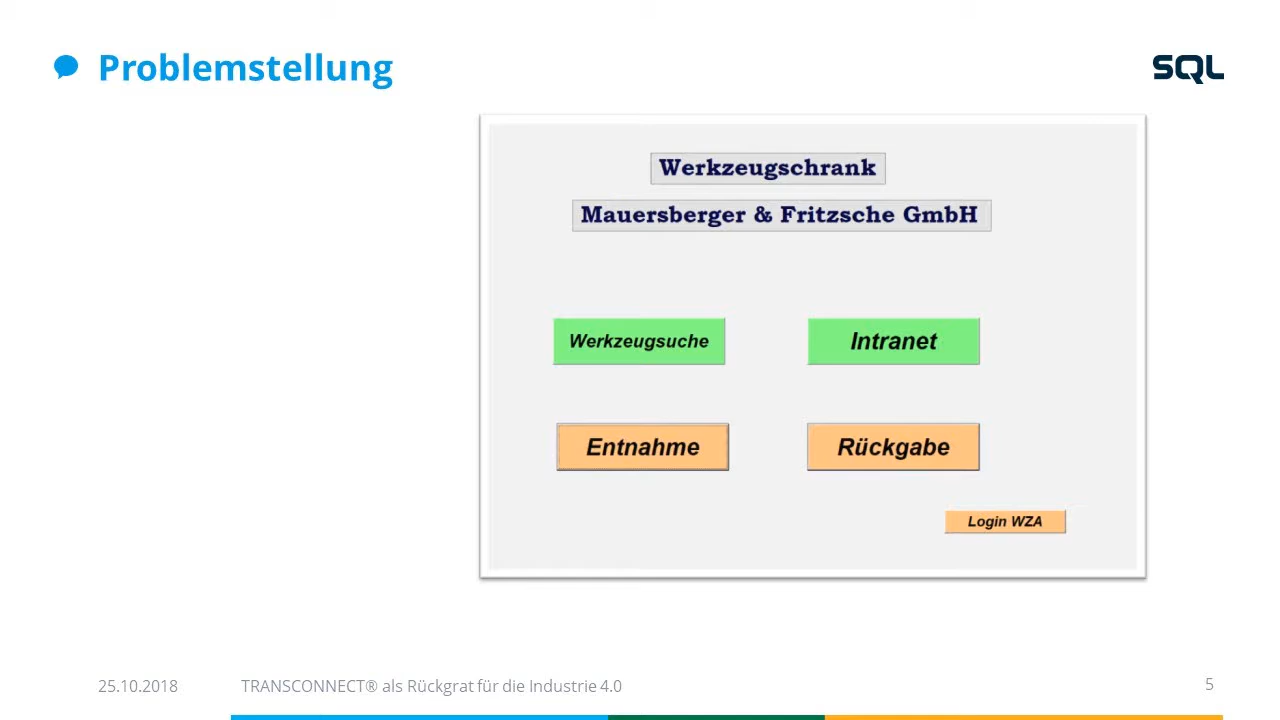 Problemstellung
SQL
Werkzeugschrank
Mauersberger & Fritzsche GmbH
Werkzeugsuche
Intranet
Entnahme
Rückgabe
Login WZA
25.10.2018
TRANSCONNECT® als Rückgrat für die Industrie 4.0
5